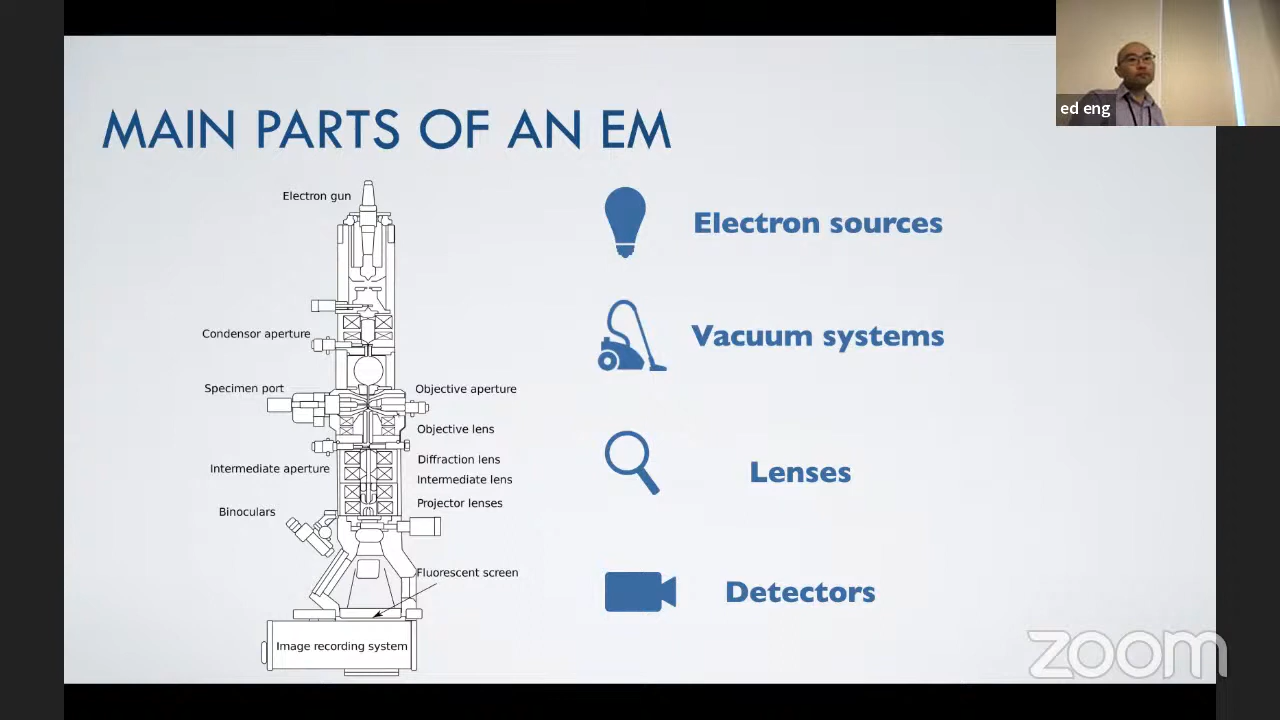 ed eng
MAIN PARTS OF AN EM
Electron gun
Condensor aperture
Specimen port
Objective aperture
Objective lens
Intermediate aperture
Diffraction lens
Intermediate lens
Projector lenses
Binoculars
Fluorescent screen
Image recording system
Electron sources
Vacuum systems
Lenses
Detectors
zoom